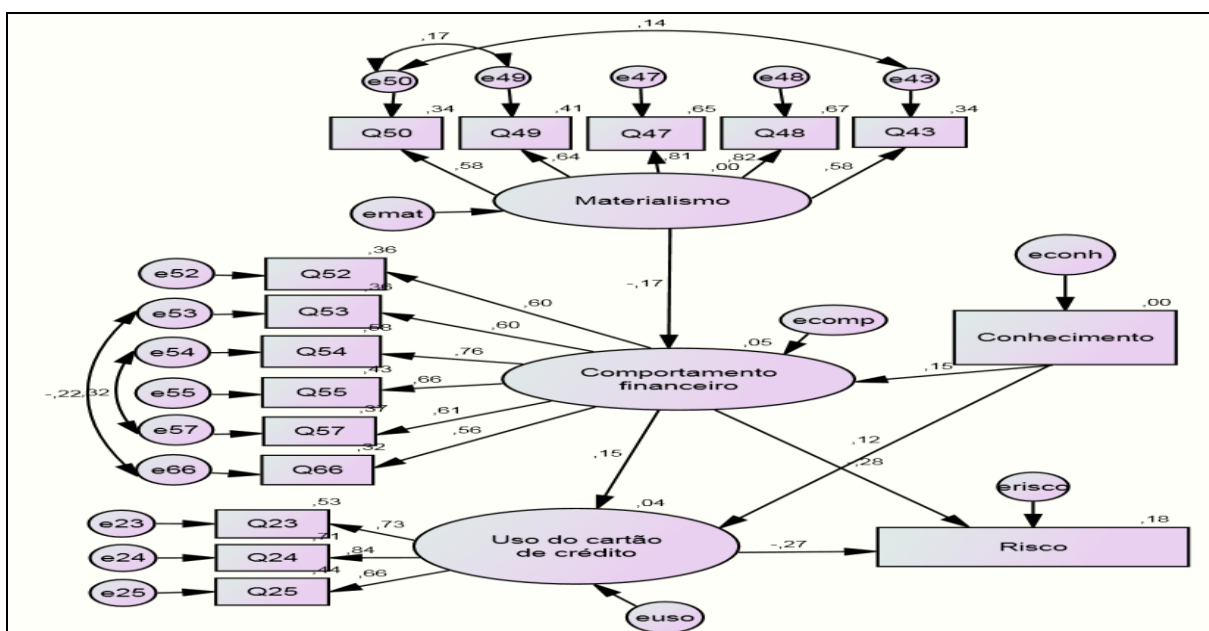 ,14
,17
e50
e49
e47
e48
e43
,34
,41
,65
,67
,34
Q50
Q49
Q47
Q48
Q43
,58
,64
,81
,00
,82
,58
Materialismo
emat
-,17
,36
e52
Q52
,60
,36
e53
Q53
,60
,58
e54
Q54
,76
,43
e55
Q55
,66
,37
e57
Q57
,61
,32
e66
Q66
,56
-,22
,32
ecomp
,05
Comportamento
financeiro
econh
,00
Conhecimento
,15
,12
,28
,15
erisco
,18
Risco
-,27
,04
Uso do cartão
de crédito
euso
,53
e23
Q23
,73
,71
e24
Q24
,84
,44
e25
Q25
,66